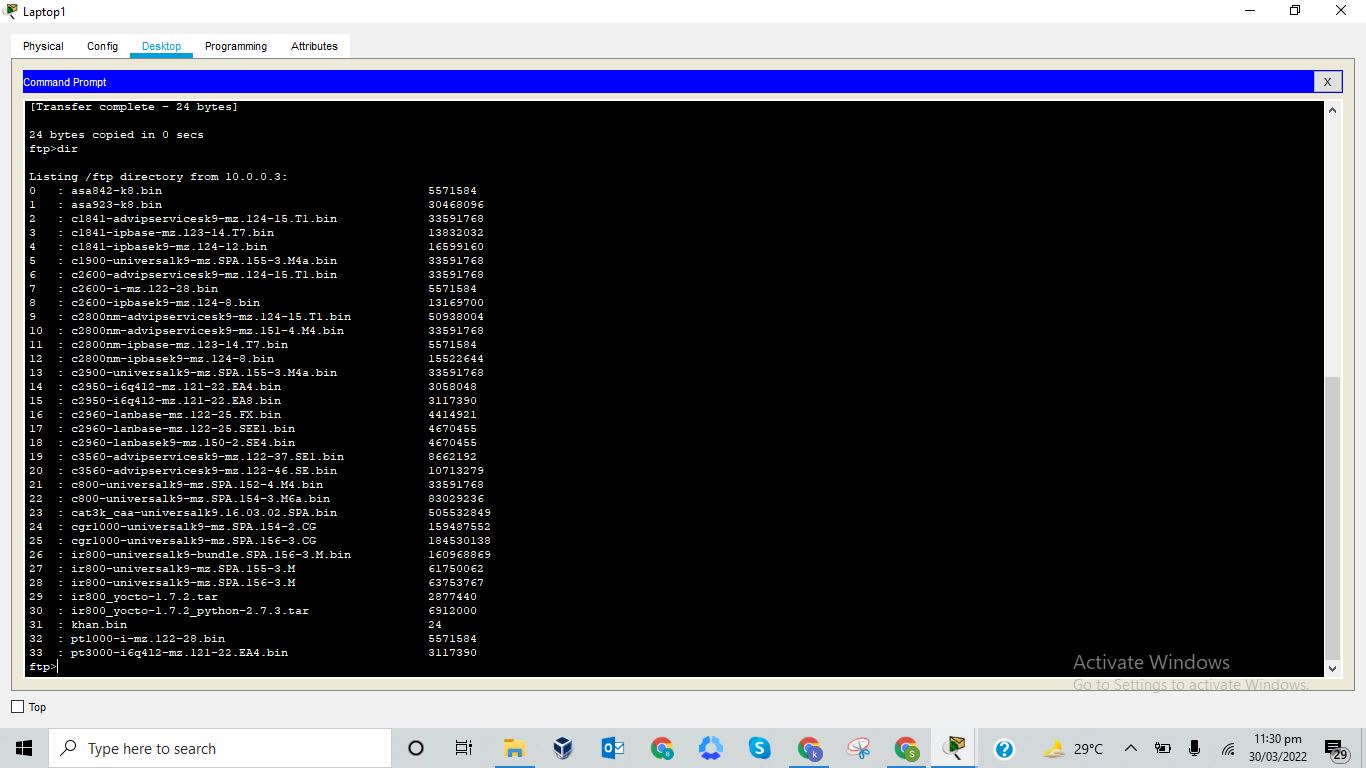 Laptop1
Physical Config Desktop Programming Attributes
Command Prompt X
[Transfer complete - 24 bytes]
24 bytes copied in 0 secs
ftp>dir
Listing /ftp directory from 10.0.0.3:
0 : asa842-k8.bin 5571584
1 : asa923-k8.bin 30468096
2 : c1841-advipservicesk9-mz.124-15.T1.bin 33591768
3 : c1841-ipbase-mz.123-14.T7.bin 13832032
4 : c1841-ipbasek9-mz.124-12.bin 16599160
5 : c1900-universalk9-mz.SPA.155-3.M4a.bin 33591768
6 : c2600-advipservicesk9-mz.124-15.T1.bin 33591768
7 : c2600-i-mz.122-28.bin 5571584
8 : c2600-ipbasek9-mz.124-8.bin 13169700
9 : c2800nm-advipservicesk9-mz.124-15.T1.bin 50938004
10 : c2800nm-advipservicesk9-mz.151-4.M4.bin 33591768
11 : c2800nm-ipbase-mz.123-14.T7.bin 5571584
12 : c2800nm-ipbasek9-mz.124-8.bin 15522644
13 : c2900-universalk9-mz.SPA.155-3.M4a.bin 33591768
14 : c2950-i6q4l2-mz.121-22.EA4.bin 3058048
15 : c2950-i6q4l2-mz.121-22.EA8.bin 3117390
16 : c2960-lanbase-mz.122-25.FX.bin 4414921
17 : c2960-lanbase-mz.122-25.SEE1.bin 4670455
18 : c2960-lanbasek9-mz.150-2.SE4.bin 4670455
19 : c3560-advipservicesk9-mz.122-37.SE1.bin 8662192
20 : c3560-advipservicesk9-mz.122-46.SE.bin 10713279
21 : c800-universalk9-mz.SPA.152-4.M4.bin 33591768
22 : c800-universalk9-mz.SPA.154-3.M6a.bin 83029236
23 : cat3k_caa-universalk9.16.03.02.SPA.bin 505532849
24 : cgr1000-universalk9-mz.SPA.154-2.CG 159487552
25 : cgr1000-universalk9-mz.SPA.156-3.CG 184530138
26 : ir800-universalk9-bundle.SPA.156-3.M.bin 160968869
27 : ir800-universalk9-mz.SPA.155-3.M 61750062
28 : ir800-universalk9-mz.SPA.156-3.M 63753767
29 : ir800_yocto-1.7.2.tar 2877440
30 : ir800_yocto-1.7.2_python-2.7.3.tar 6912000
31 : khan.bin 24
32 : pt1000-i-mz.122-28.bin 5571584
33 : pt3000-i6q4l2-mz.121-22.EA4.bin 3117390
ftp>
Activate Windows
Go to Settings to activate Windows.
Top
Type here to search
29°C
11:30 pm
30/03/2022
29